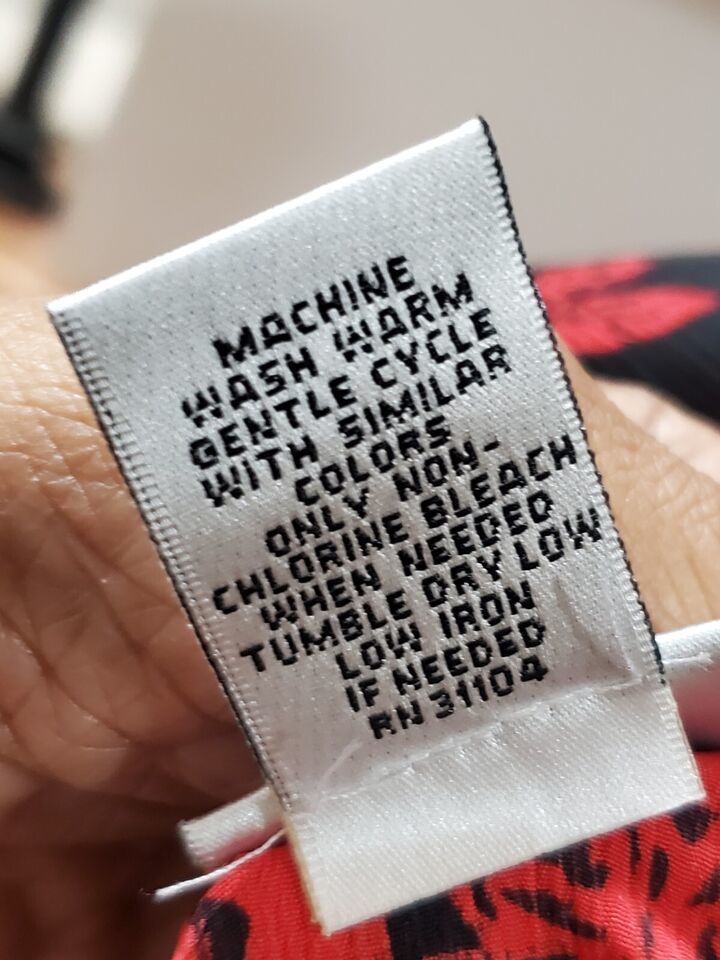 MACHINE
WASH WARM
GENTLE CYCLE
WITH SIMILAR
COLORS
ONLY NON-
CHLORINE BLEACH
WHEN NEEDED
TUMBLE DRY LOW
LOW IRON
IF NEEDED
RN 31104